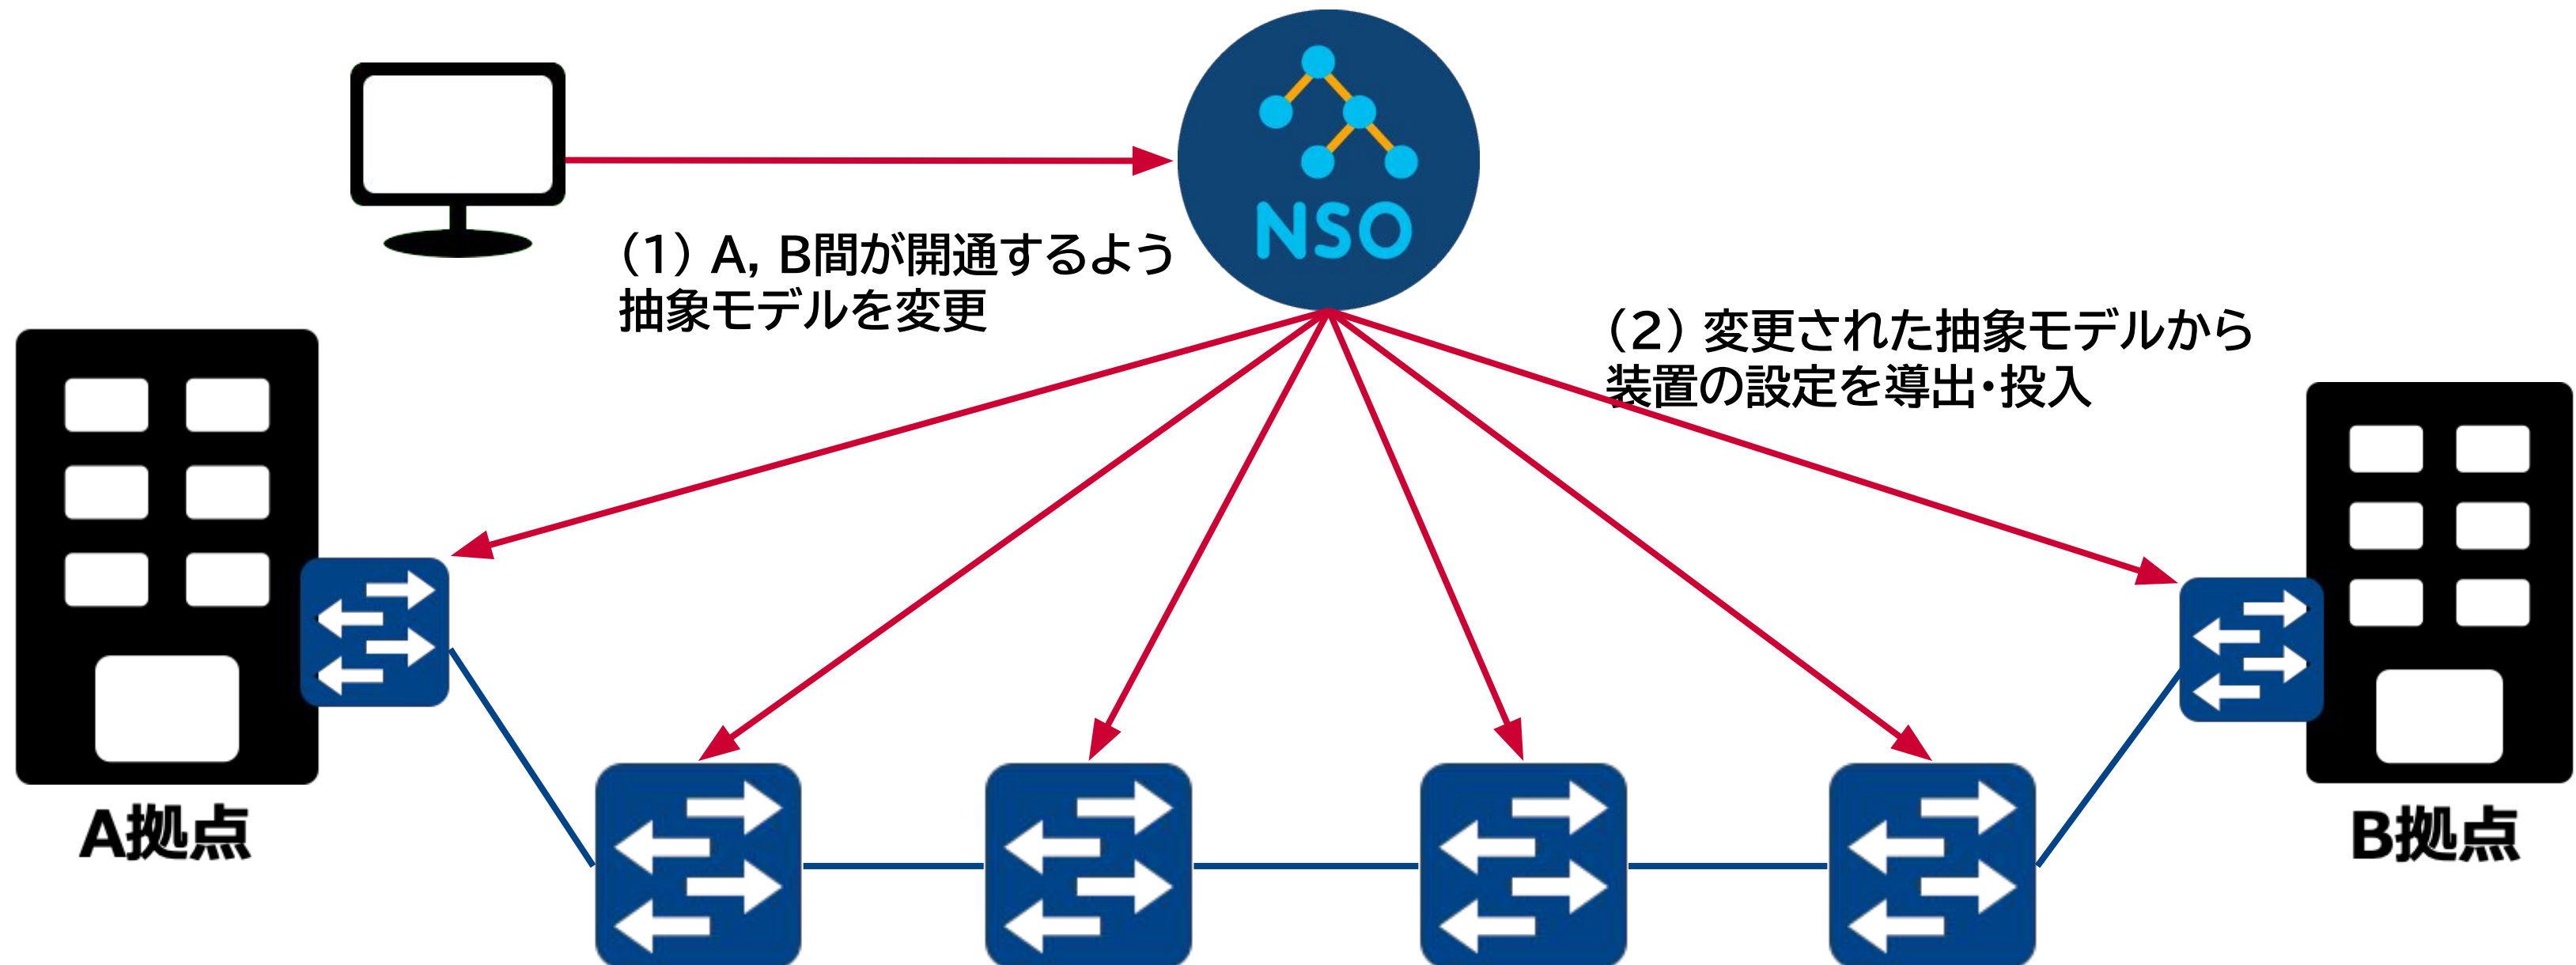 NSO
（1） A, B間が開通するよう
抽象モデルを変更
（2） 変更された抽象モデルから
装置の設定を導出・投入
A拠点
B拠点